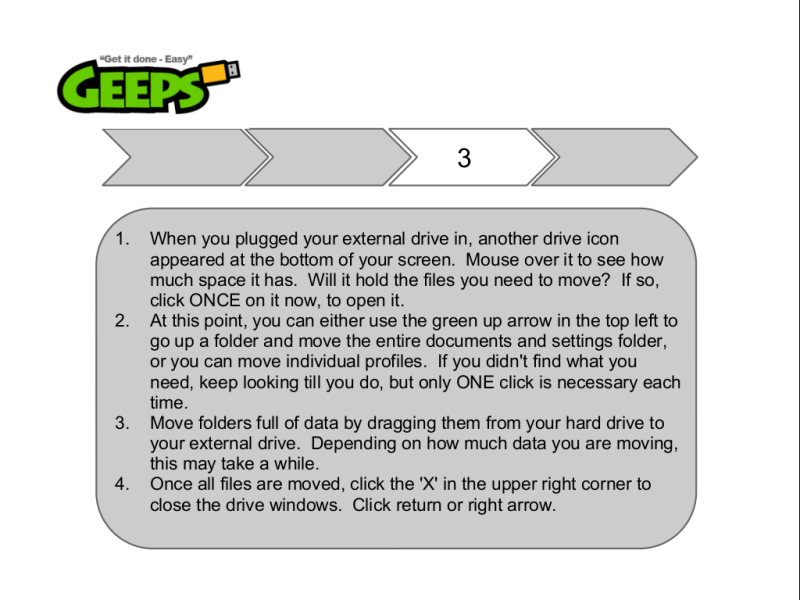 "Get it done - Easy"
GEEPS
3
1. When you plugged your external drive in, another drive icon
appeared at the bottom of your screen.  Mouse over it to see how
much space it has.  Will it hold the files you need to move?  If so,
click ONCE on it now, to open it.
2. At this point, you can either use the green up arrow in the top left to
go up a folder and move the entire documents and settings folder,
or you can move individual profiles.  If you didn't find what you
need, keep looking till you do, but only ONE click is necessary each
time.
3. Move folders full of data by dragging them from your hard drive to
your external drive.  Depending on how much data you are moving,
this may take a while.
4. Once all files are moved, click the 'X' in the upper right corner to
close the drive windows.  Click return or right arrow.